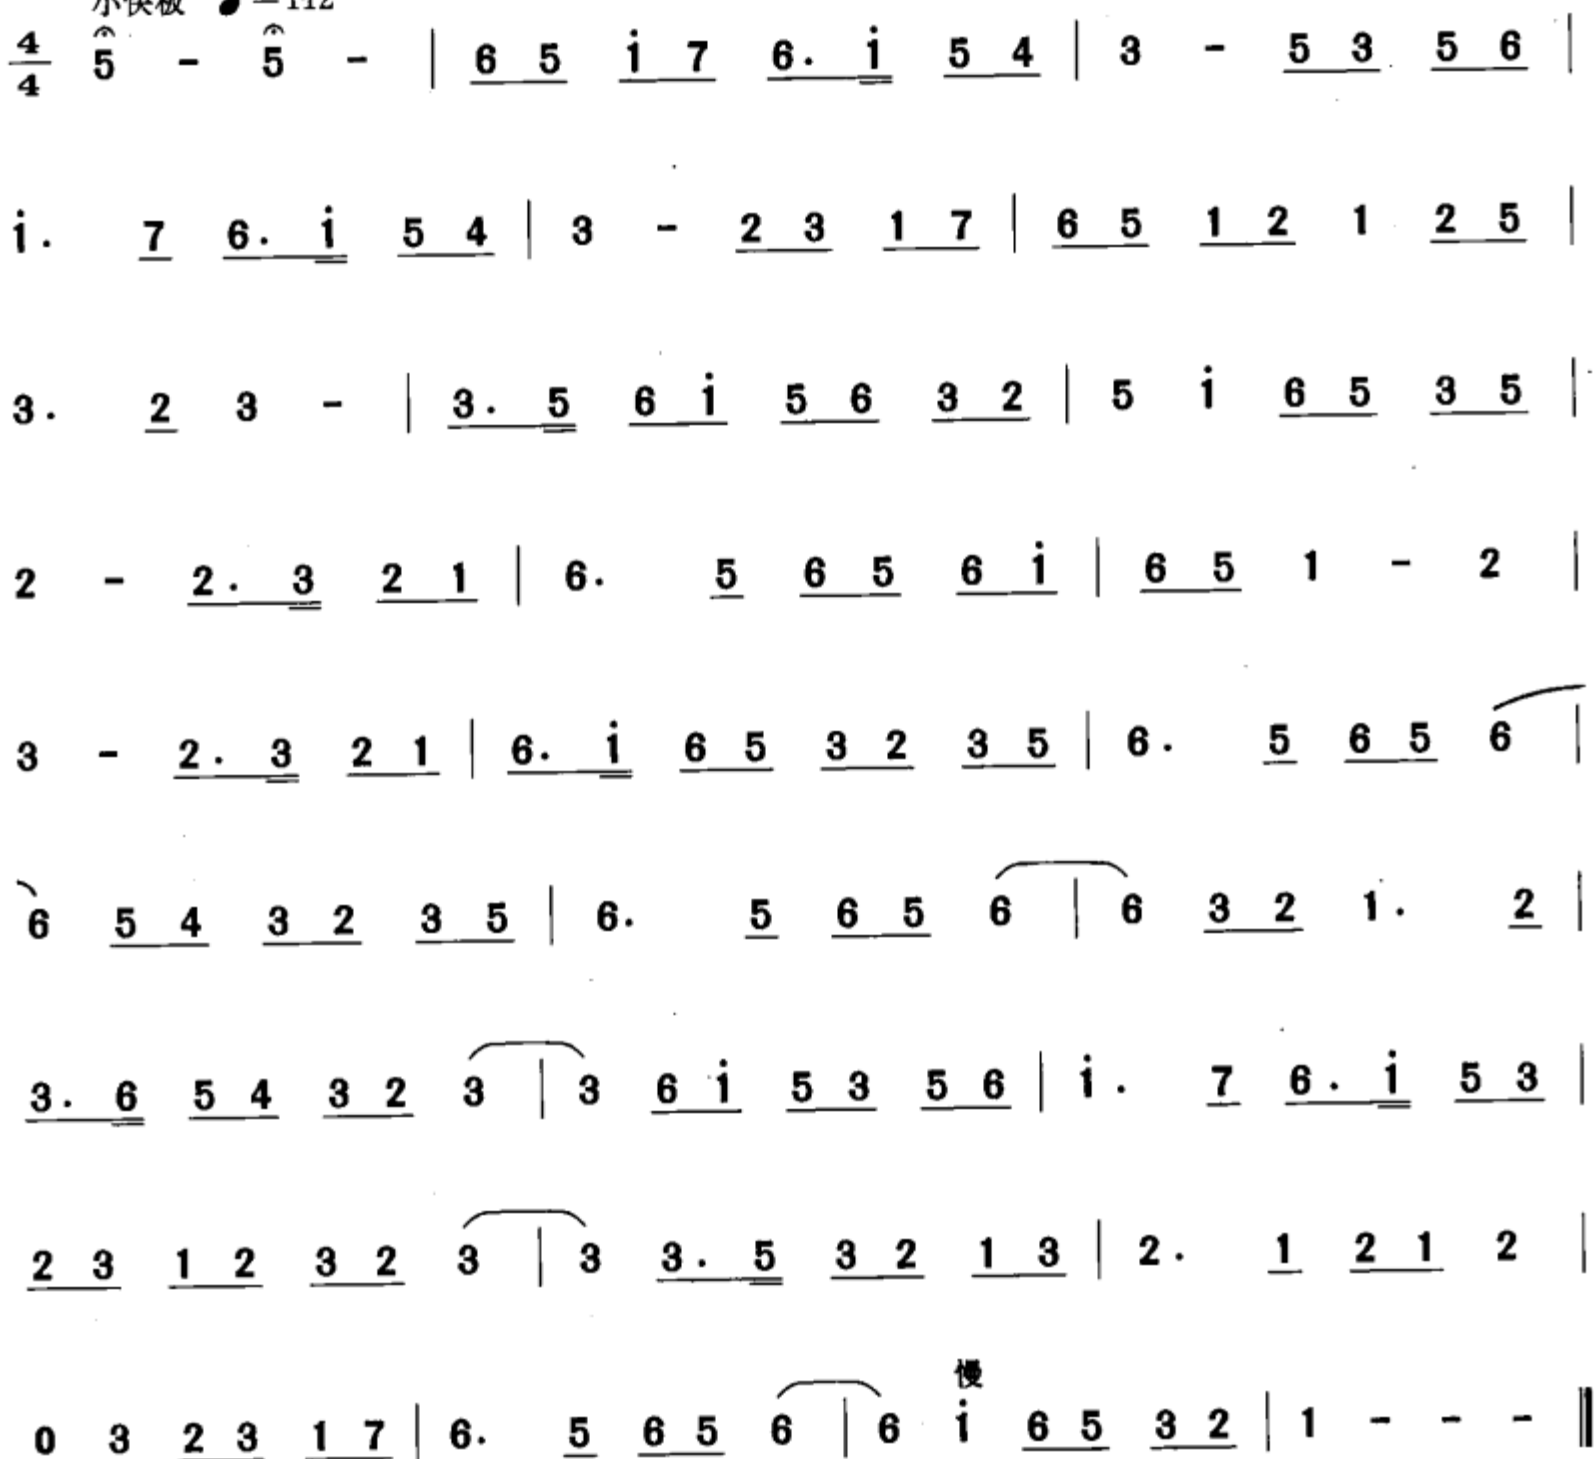 小快板 ♩=112
4/4 5 - 5 - | 6 5 i 7 6. i 5 4 | 3 - 5 3 5 6 |
i. 7 6. i 5 4 | 3 - 2 3 1 7 | 6 5 1 2 1 2 5 |
3. 2 3 - | 3. 5 6 i 5 6 3 2 | 5 i 6 5 3 5 |
2 - 2. 3 2 1 | 6. 5 6 5 6 i | 6 5 1 - 2 |
3 - 2. 3 2 1 | 6. i 6 5 3 2 3 5 | 6. 5 6 5 6 |
6 5 4 3 2 3 5 | 6. 5 6 5 6 | 6 3 2 1. 2 |
3. 6 5 4 3 2 3 | 3 6 i 5 3 5 6 | i. 7 6. i 5 3 |
2 3 1 2 3 2 3 | 3 3. 5 3 2 1 3 | 2. 1 2 1 2 |
慢
0 3 2 3 1 7 | 6. 5 6 5 6 | 6 i 6 5 3 2 | 1 - - - ‖